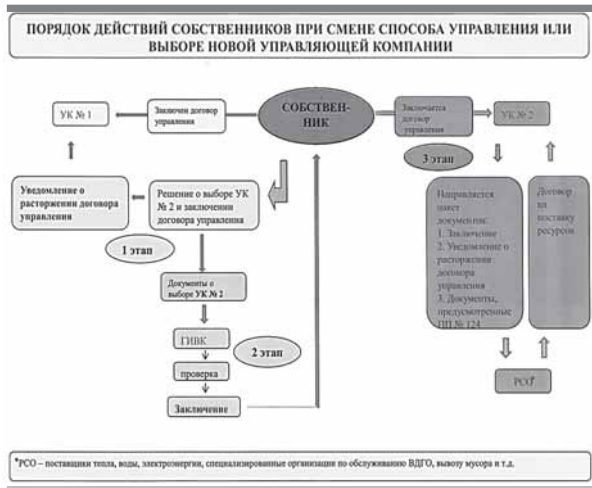 ПОРЯДОК ДЕЙСТВИЙ СОБСТВЕННИКОВ ПРИ СМЕНЕ СПОСОБА УПРАВЛЕНИЯ ИЛИ
ВЫБОРЕ НОВОЙ УПРАВЛЯЮЩЕЙ КОМПАНИИ
УК № 1
Заключен договор
управления
СОБСТВЕН-
НИК
Заключается
договор
управления
УК № 2
3 этап
Уведомление о
расторжении договора
управления
Решение о выборе УК
№ 2 и заключении
договора управления
1 этап
Документы о
выборе УК № 2
ГИВК
проверка
Заключение
2 этап
Направляется
пакет
документов:
1. Заключение
2. Уведомление о
расторжении
договора
управления
3. Документы,
предусмотренные
ПП № 124
Договор
на
поставку
ресурсов
РСО*
*РСО – поставщики тепла, воды, электроэнергии, специализированные организации по обслуживанию ВДГО, вывозу мусора и т.д.